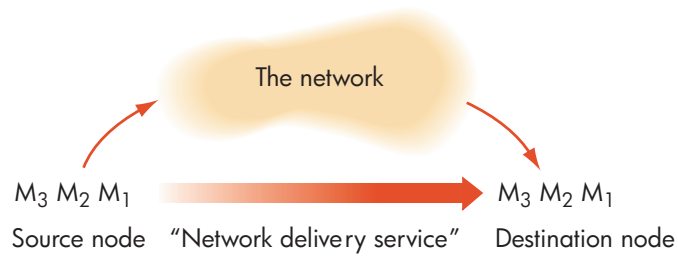 The network
M₃ M₂ M₁
M₃ M₂ M₁
Source node
“Network delivery service”
Destination node